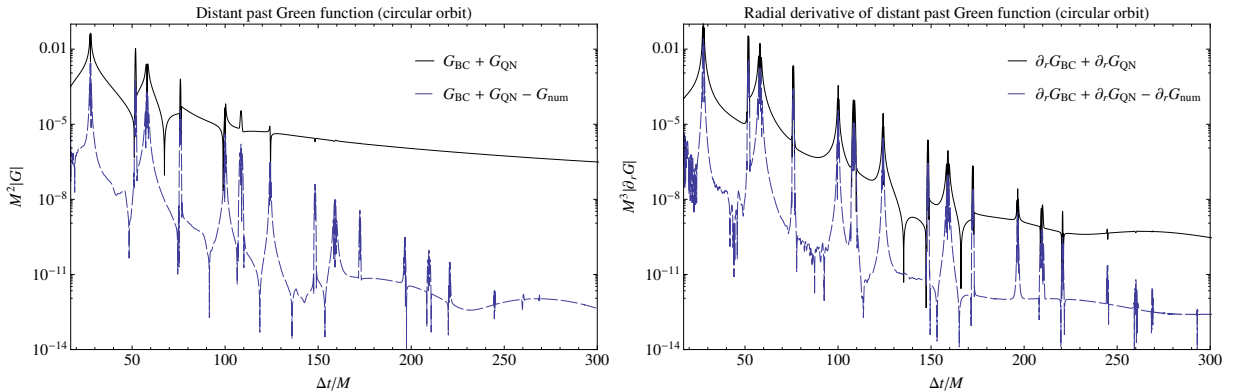 Distant past Green function (circular orbit)
G_BC + G_QN
G_BC + G_QN − G_num
M²|G|
0.01
10⁻⁵
10⁻⁸
10⁻¹¹
10⁻¹⁴
50 100 150 200 250 300
Δt/M
Radial derivative of distant past Green function (circular orbit)
∂_r G_BC + ∂_r G_QN
∂_r G_BC + ∂_r G_QN − ∂_r G_num
M³|∂_r G|
0.01
10⁻⁵
10⁻⁸
10⁻¹¹
10⁻¹⁴
50 100 150 200 250 300
Δt/M